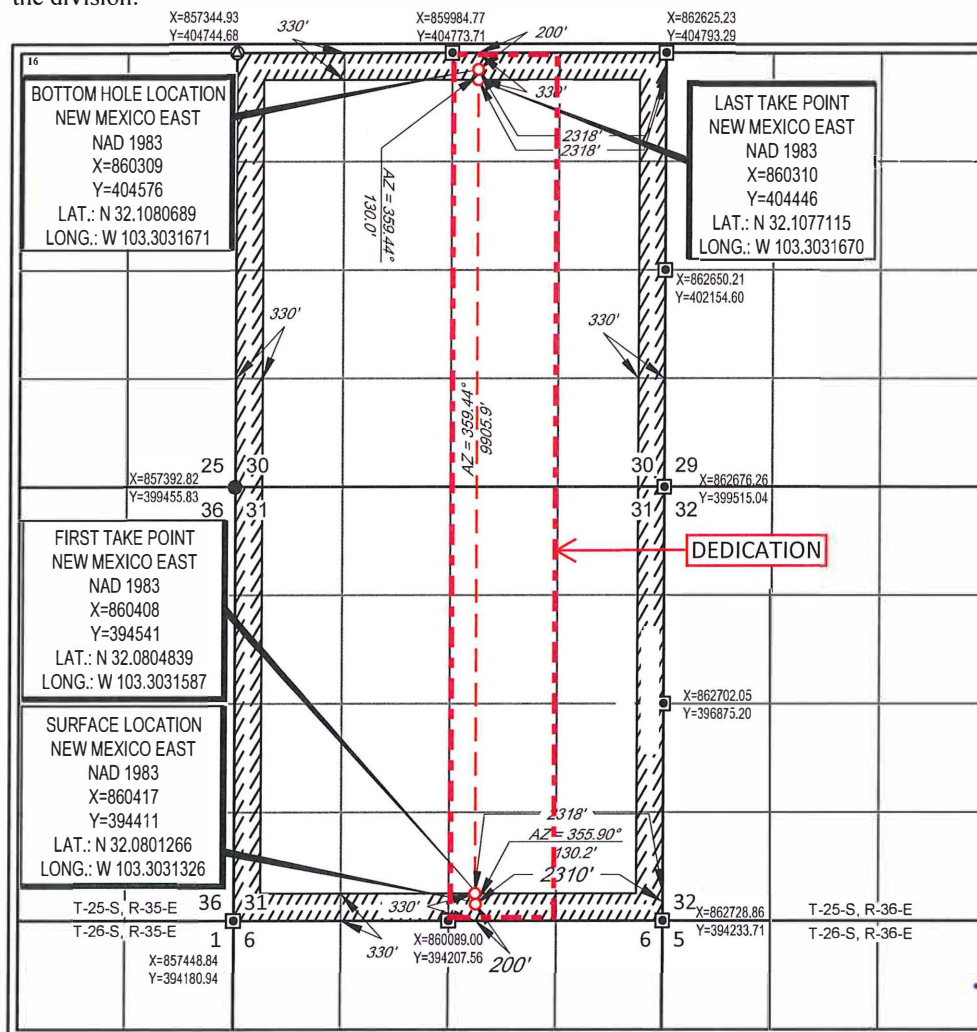 the division.
X=857344.93
Y=404744.68
330'
X=859984.77
Y=404773.71
200'
X=862625.23
Y=404793.29
16
BOTTOM HOLE LOCATION
NEW MEXICO EAST
NAD 1983
X=860309
Y=404576
LAT.: N 32.1080689
LONG.: W 103.3031671
330'
2318'
2318'
AZ = 359.44°
130.0'
LAST TAKE POINT
NEW MEXICO EAST
NAD 1983
X=860310
Y=404446
LAT.: N 32.1077115
LONG.: W 103.3031670
X=862650.21
Y=402154.60
330'
330'
AZ = 359.44°
9905.9'
25 30
30 29
X=857392.82
Y=399455.83
X=862676.26
Y=399515.04
36 31
31 32
FIRST TAKE POINT
NEW MEXICO EAST
NAD 1983
X=860408
Y=394541
LAT.: N 32.0804839
LONG.: W 103.3031587
DEDICATION
X=862702.05
Y=396875.20
SURFACE LOCATION
NEW MEXICO EAST
NAD 1983
X=860417
Y=394411
LAT.: N 32.0801266
LONG.: W 103.3031326
2318'
AZ = 355.90°
130.2'
2310'
330'
T-25-S, R-35-E
36 31
32
X=862728.86
Y=394233.71
T-25-S, R-36-E
T-26-S, R-35-E
1 6
6 5
T-26-S, R-36-E
X=857448.84
Y=394180.94
330'
X=860089.00
Y=394207.56
200'